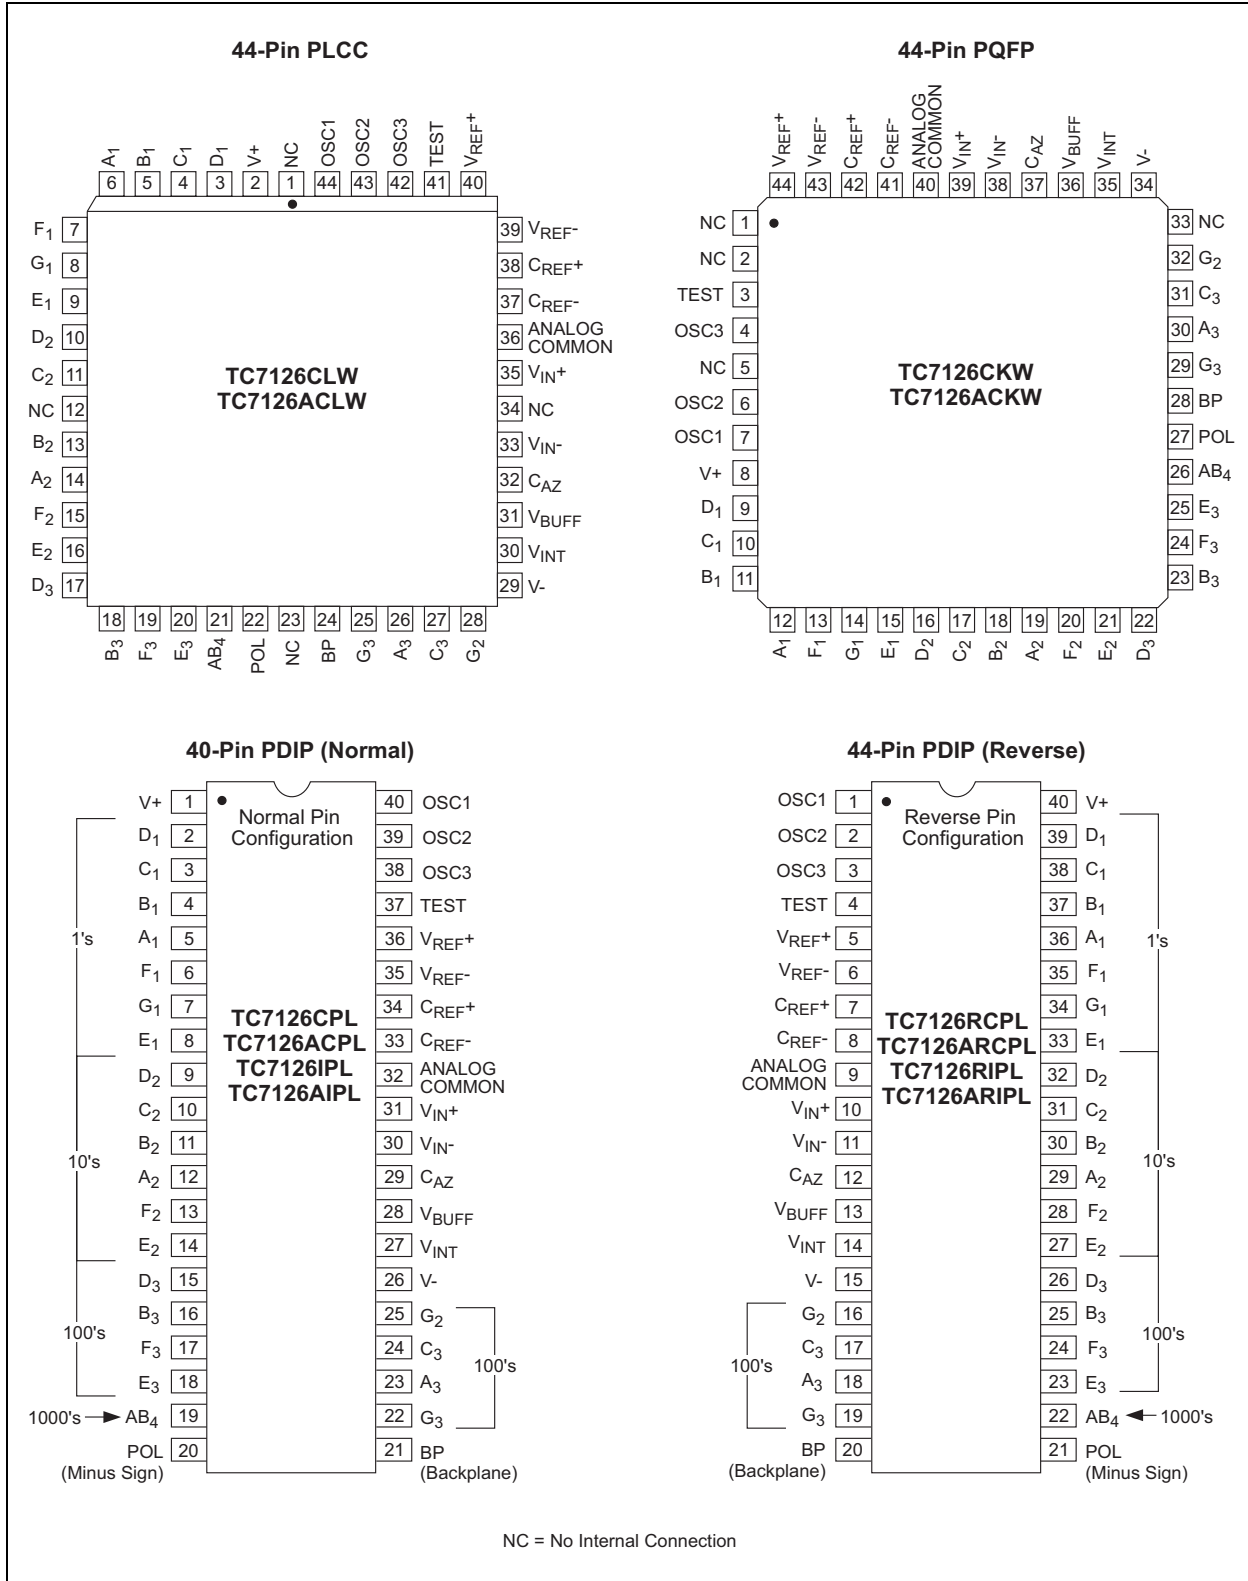 44-Pin PLCC
A1 B1 C1 D1 V+ NC OSC1 OSC2 OSC3 TEST VREF+
6 5 4 3 2 1 44 43 42 41 40
F1 7
G1 8
E1 9
D2 10
C2 11
NC 12
B2 13
A2 14
F2 15
E2 16
D3 17
TC7126CLW
TC7126ACLW
39 VREF-
38 CREF+
37 CREF-
36 ANALOG
COMMON
35 VIN+
34 NC
33 VIN-
32 CAZ
31 VBUFF
30 VINT
29 V-
18 19 20 21 22 23 24 25 26 27 28
B3 F3 E3 AB4 POL NC BP G3 A3 C3 G2
44-Pin PQFP
VREF+ VREF- CREF+ CREF- ANALOG
COMMON VIN+ VIN- CAZ VBUFF VINT V-
44 43 42 41 40 39 38 37 36 35 34
NC 1
NC 2
TEST 3
OSC3 4
NC 5
OSC2 6
OSC1 7
V+ 8
D1 9
C1 10
B1 11
TC7126CKW
TC7126ACKW
33 NC
32 G2
31 C3
30 A3
29 G3
28 BP
27 POL
26 AB4
25 E3
24 F3
23 B3
12 13 14 15 16 17 18 19 20 21 22
A1 F1 G1 E1 D2 C2 B2 A2 F2 E2 D3
40-Pin PDIP (Normal)
Normal Pin
Configuration
V+ 1
D1 2
C1 3
B1 4
A1 5
F1 6
G1 7
E1 8
D2 9
C2 10
B2 11
A2 12
F2 13
E2 14
D3 15
B3 16
F3 17
E3 18
1000's AB4 19
POL 20
(Minus Sign)
1's
10's
100's
TC7126CPL
TC7126ACPL
TC7126IPL
TC7126AIPL
40 OSC1
39 OSC2
38 OSC3
37 TEST
36 VREF+
35 VREF-
34 CREF+
33 CREF-
32 ANALOG
COMMON
31 VIN+
30 VIN-
29 CAZ
28 VBUFF
27 VINT
26 V-
25 G2
24 C3
23 A3
22 G3
21 BP
(Backplane)
100's
44-Pin PDIP (Reverse)
Reverse Pin
Configuration
OSC1 1
OSC2 2
OSC3 3
TEST 4
VREF+ 5
VREF- 6
CREF+ 7
CREF- 8
ANALOG
COMMON 9
VIN+ 10
VIN- 11
CAZ 12
VBUFF 13
VINT 14
V- 15
G2 16
C3 17
A3 18
G3 19
BP 20
(Backplane)
100's
TC7126RCPL
TC7126ARCPL
TC7126RIPL
TC7126ARIPL
40 V+
39 D1
38 C1
37 B1
36 A1
35 F1
34 G1
33 E1
32 D2
31 C2
30 B2
29 A2
28 F2
27 E2
26 D3
25 B3
24 F3
23 E3
22 AB4 1000's
21 POL
(Minus Sign)
1's
10's
100's
NC = No Internal Connection